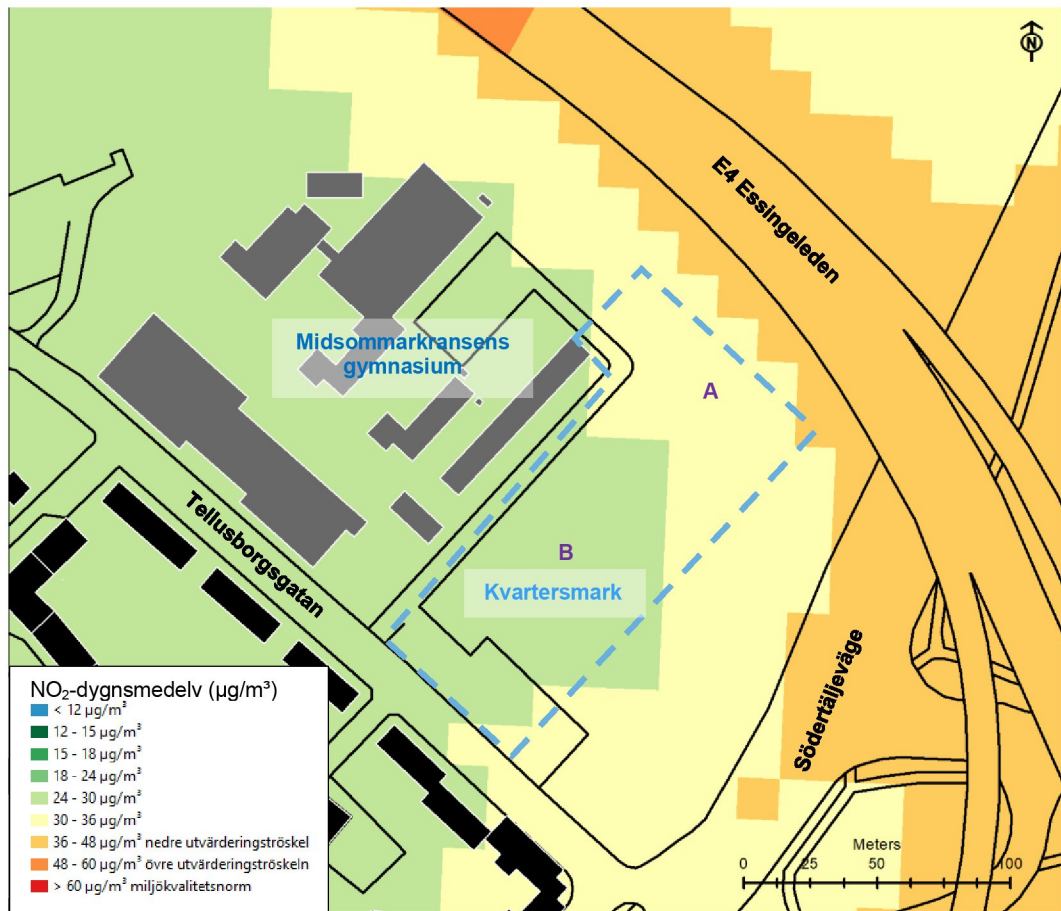 N
E4 Essingeleden
A
Midsommarkransens
gymnasium
B
Kvartersmark
Tellusborgsgatan
Södertäljeväge
NO₂-dygnsmedelv (µg/m³)
< 12 µg/m³
12 - 15 µg/m³
15 - 18 µg/m³
18 - 24 µg/m³
24 - 30 µg/m³
30 - 36 µg/m³
36 - 48 µg/m³ nedre utvärderingströskel
48 - 60 µg/m³ övre utvärderingströskeln
> 60 µg/m³ miljökvalitetsnorm
Meters
0 25 50 100